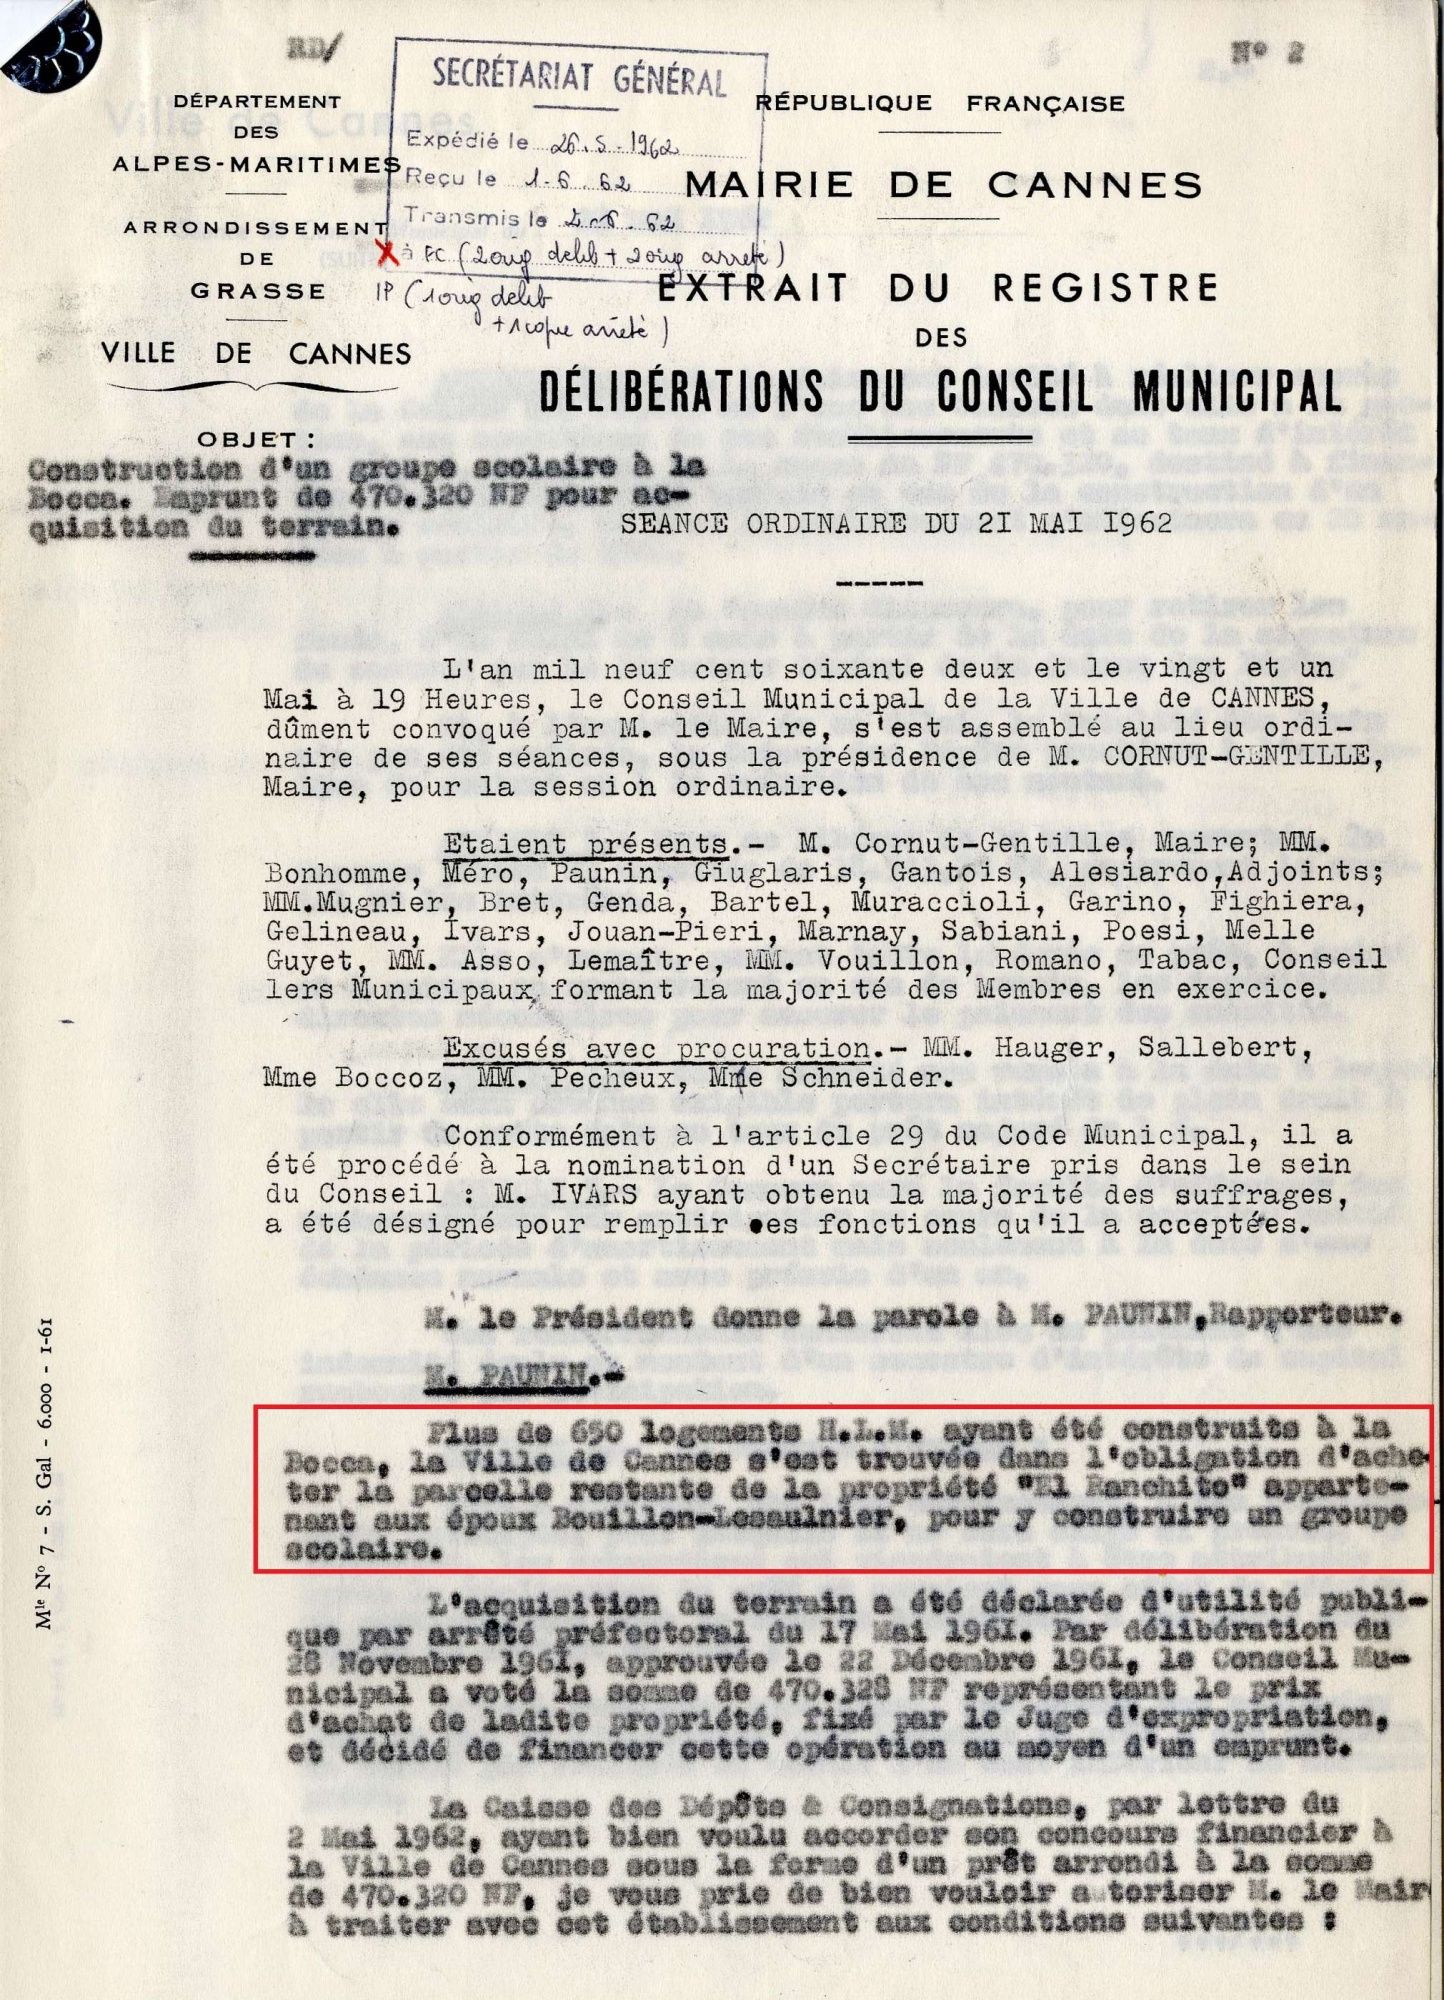 RD/
N° 2
SECRÉTARIAT GÉNÉRAL
Expédié le 26.5.1962
Reçu le 1.6.62
Transmis le 2.6.62
à FC (2 orig delib + 2 orig arreté)
IP (1 orig delib
+ 1 copie arreté)
DÉPARTEMENT
DES
ALPES-MARITIMES
ARRONDISSEMENT
DE
GRASSE
VILLE DE CANNES
RÉPUBLIQUE FRANÇAISE
MAIRIE DE CANNES
EXTRAIT DU REGISTRE
DES
DÉLIBÉRATIONS DU CONSEIL MUNICIPAL
OBJET :
Construction d'un groupe scolaire à la
Bocca. Emprunt de 470.320 NF pour ac-
quisition du terrain.
SEANCE ORDINAIRE DU 21 MAI 1962
L'an mil neuf cent soixante deux et le vingt et un
Mai à 19 Heures, le Conseil Municipal de la Ville de CANNES,
dûment convoqué par M. le Maire, s'est assemblé au lieu ordi-
naire de ses séances, sous la présidence de M. CORNUT-GENTILLE,
Maire, pour la session ordinaire.
Etaient présents.- M. Cornut-Gentille, Maire; MM.
Bonhomme, Méro, Paunin, Giuglaris, Gantois, Alesiardo,Adjoints;
MM.Mugnier, Bret, Genda, Bartel, Muraccioli, Garino, Fighiera,
Gelineau, Ivars, Jouan-Pieri, Marnay, Sabiani, Poesi, Melle
Guyet, MM. Asso, Lemaître, MM. Vouillon, Romano, Tabac, Conseil
lers Municipaux formant la majorité des Membres en exercice.
Excusés avec procuration.- MM. Hauger, Sallebert,
Mme Boccoz, MM. Pecheux, Mme Schneider.
Conformément à l'article 29 du Code Municipal, il a
été procédé à la nomination d'un Secrétaire pris dans le sein
du Conseil : M. IVARS ayant obtenu la majorité des suffrages,
a été désigné pour remplir ces fonctions qu'il a acceptées.
M. le Président donne la parole à M. PAUNIN,Rapporteur.
M. PAUNIN.-
Plus de 650 logements H.L.M. ayant été construits à la
Bocca, la Ville de Cannes s'est trouvée dans l'obligation d'ache-
ter la parcelle restante de la propriété "El Ranchito" apparte-
nant aux époux Bouillon-Lesaulnier, pour y construire un groupe
scolaire.
L'acquisition du terrain a été déclarée d'utilité publi-
que par arrêté préfectoral du 17 Mai 1961. Par délibération du
28 Novembre 1961, approuvée le 22 Décembre 1961, le Conseil Mu-
nicipal a voté la somme de 470.328 NF représentant le prix
d'achat de ladite propriété, fixé par le Juge d'expropriation,
et décidé de financer cette opération au moyen d'un emprunt.
La Caisse des Dépôts & Consignations, par lettre du
2 Mai 1962, ayant bien voulu accorder son concours financier à
la Ville de Cannes sous la forme d'un prêt arrondi à la somme
de 470.320 NF, je vous prie de bien vouloir autoriser M. le Mair
à traiter avec cet établissement aux conditions suivantes :
Mle N° 7 - S. Gal - 6.000 - 1-61